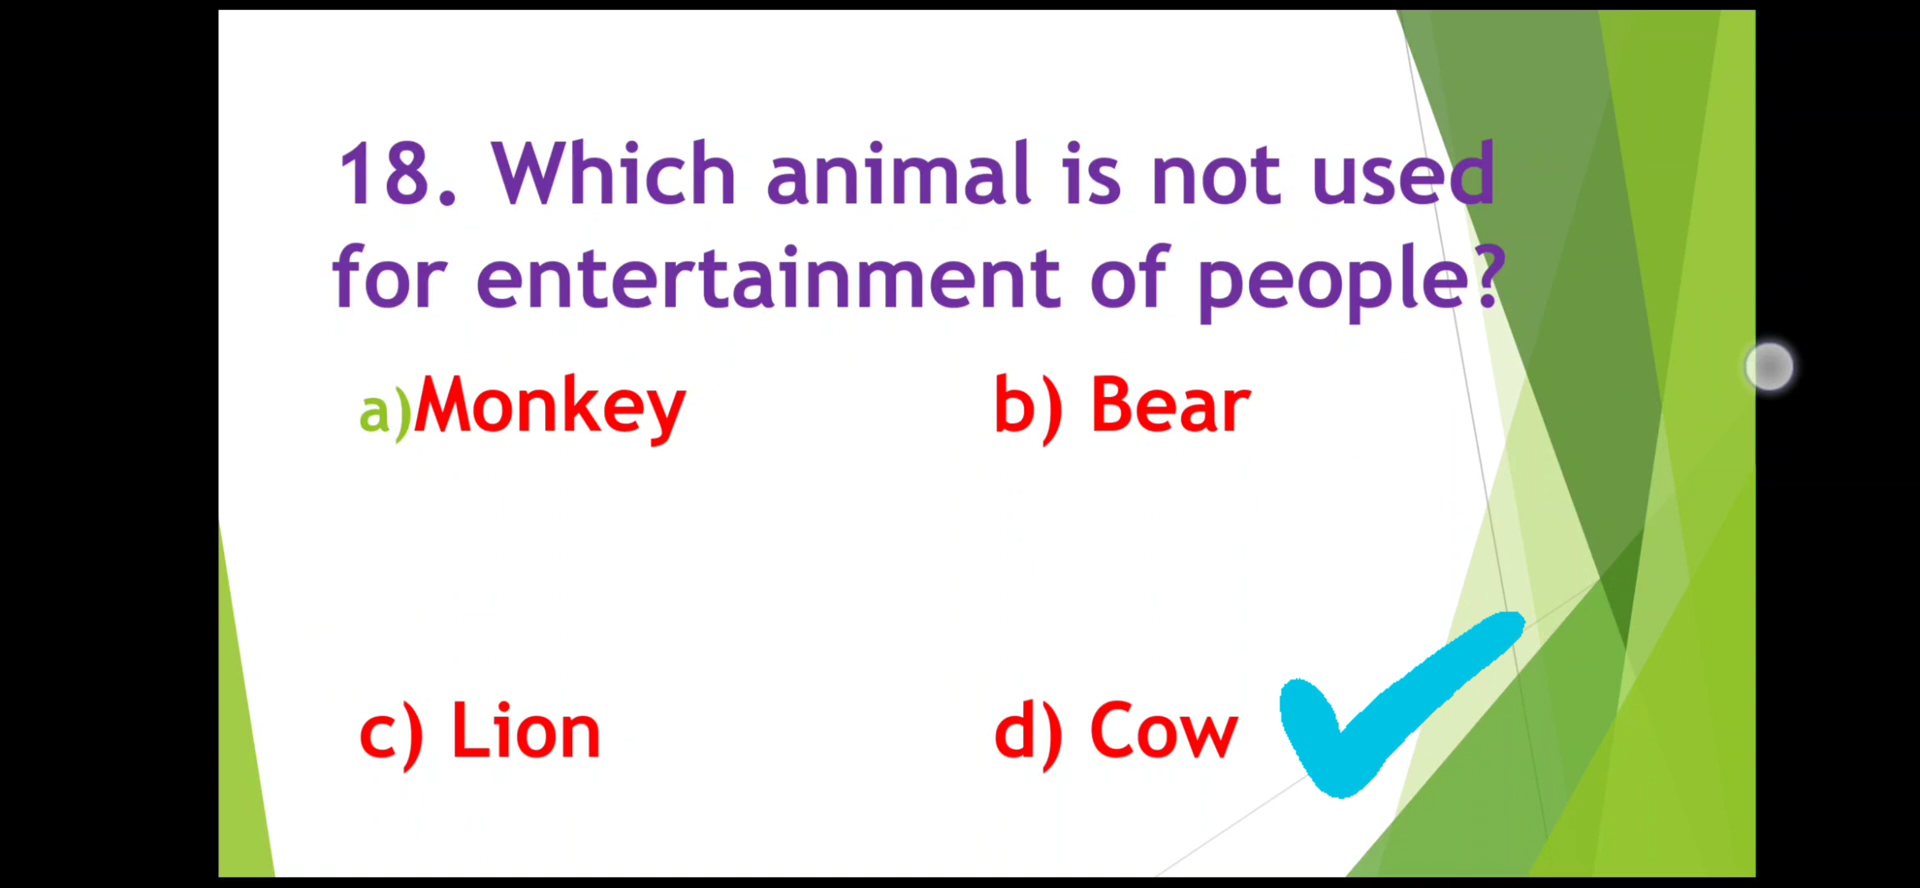 18. Which animal is not used
for entertainment of people?
a)Monkey b) Bear
c) Lion d) Cow